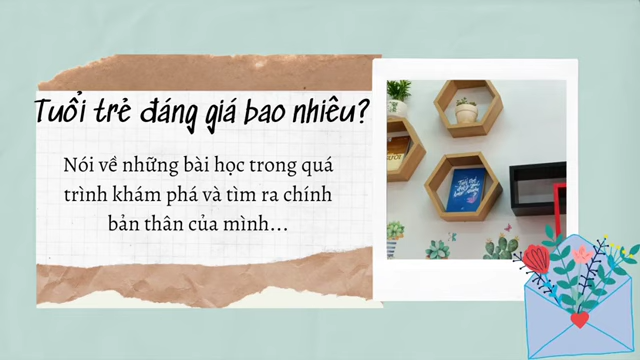 Tuổi trẻ đáng giá bao nhiêu?
Nói về những bài học trong quá
trình khám phá và tìm ra chính
bản thân của mình...